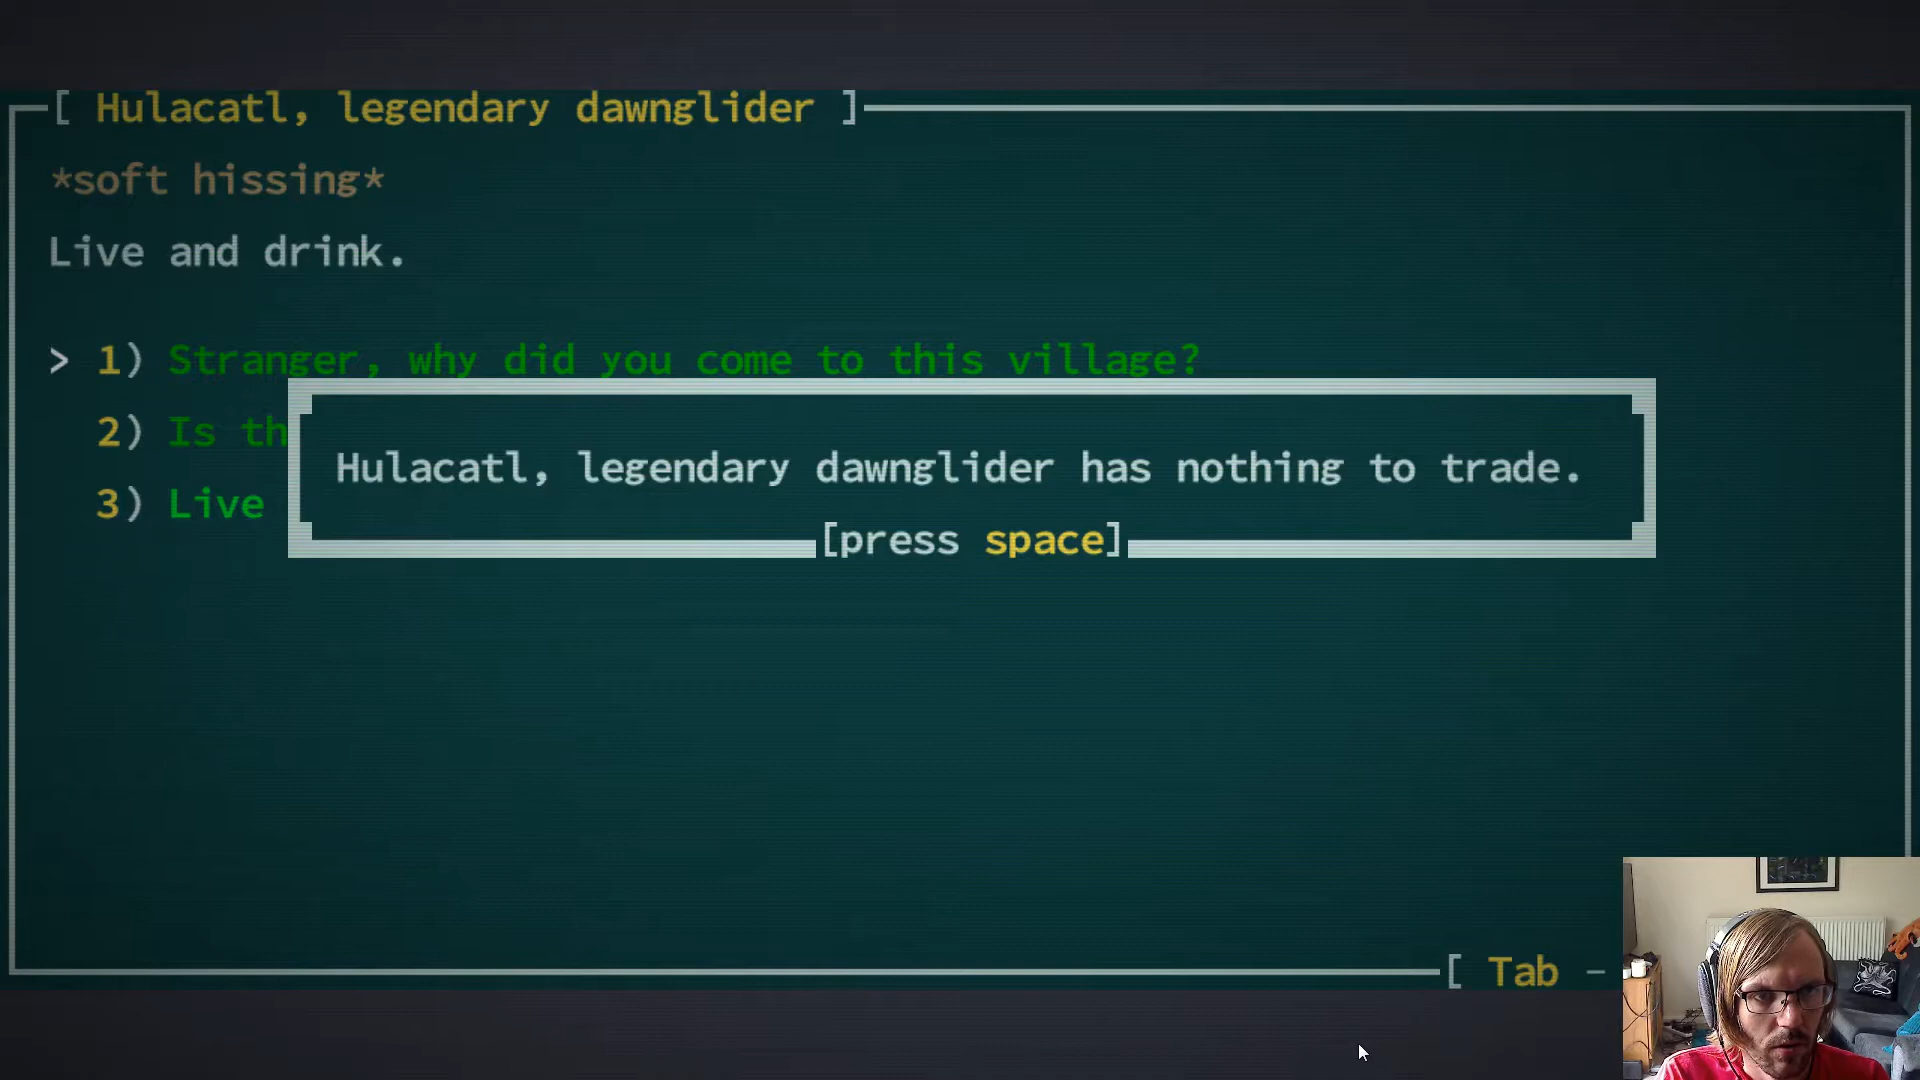 [ Hulacatl, legendary dawnglider ]
*soft hissing*
Live and drink.
> 1) Stranger, why did you come to this village?
2) Is th
3) Live
Hulacatl, legendary dawnglider has nothing to trade.
[press space]
[ Tab -